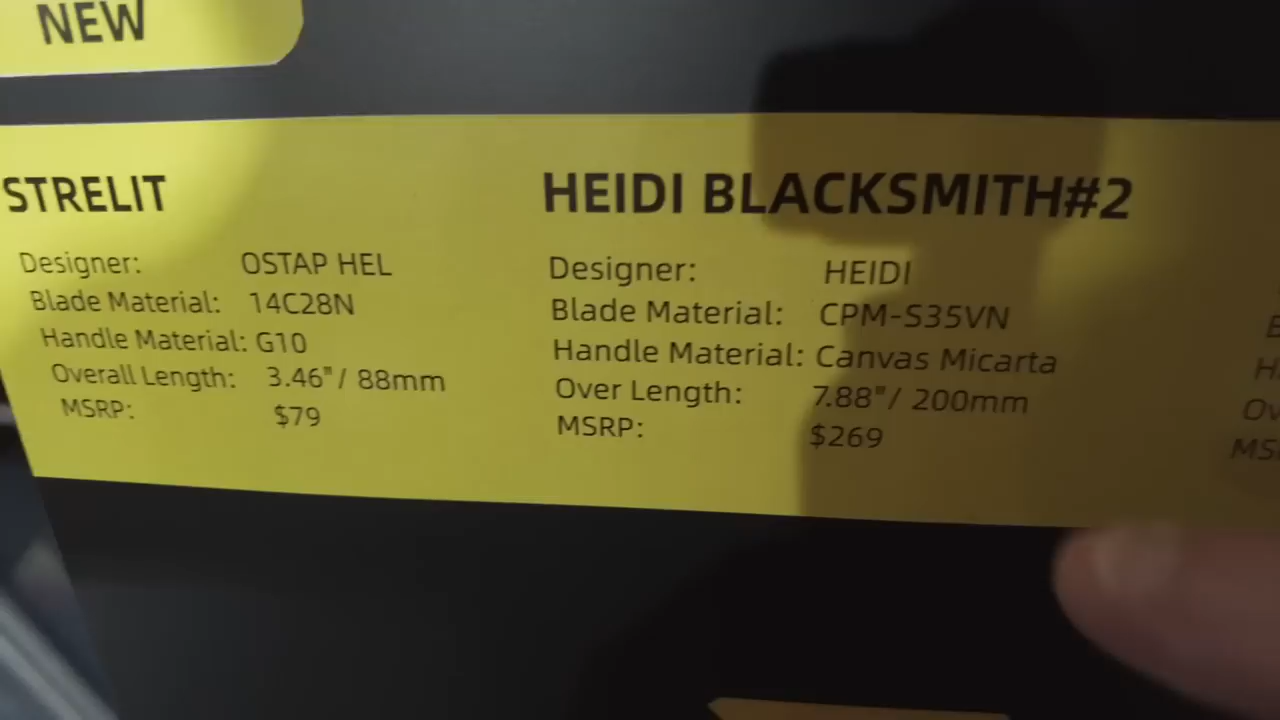 NEW
STRELIT
Designer: OSTAP HEL
Blade Material: 14C28N
Handle Material: G10
Overall Length: 3.46"/ 88mm
MSRP: $79
HEIDI BLACKSMITH#2
Designer: HEIDI
Blade Material: CPM-S35VN
Handle Material: Canvas Micarta
Over Length: 7.88"/ 200mm
MSRP: $269